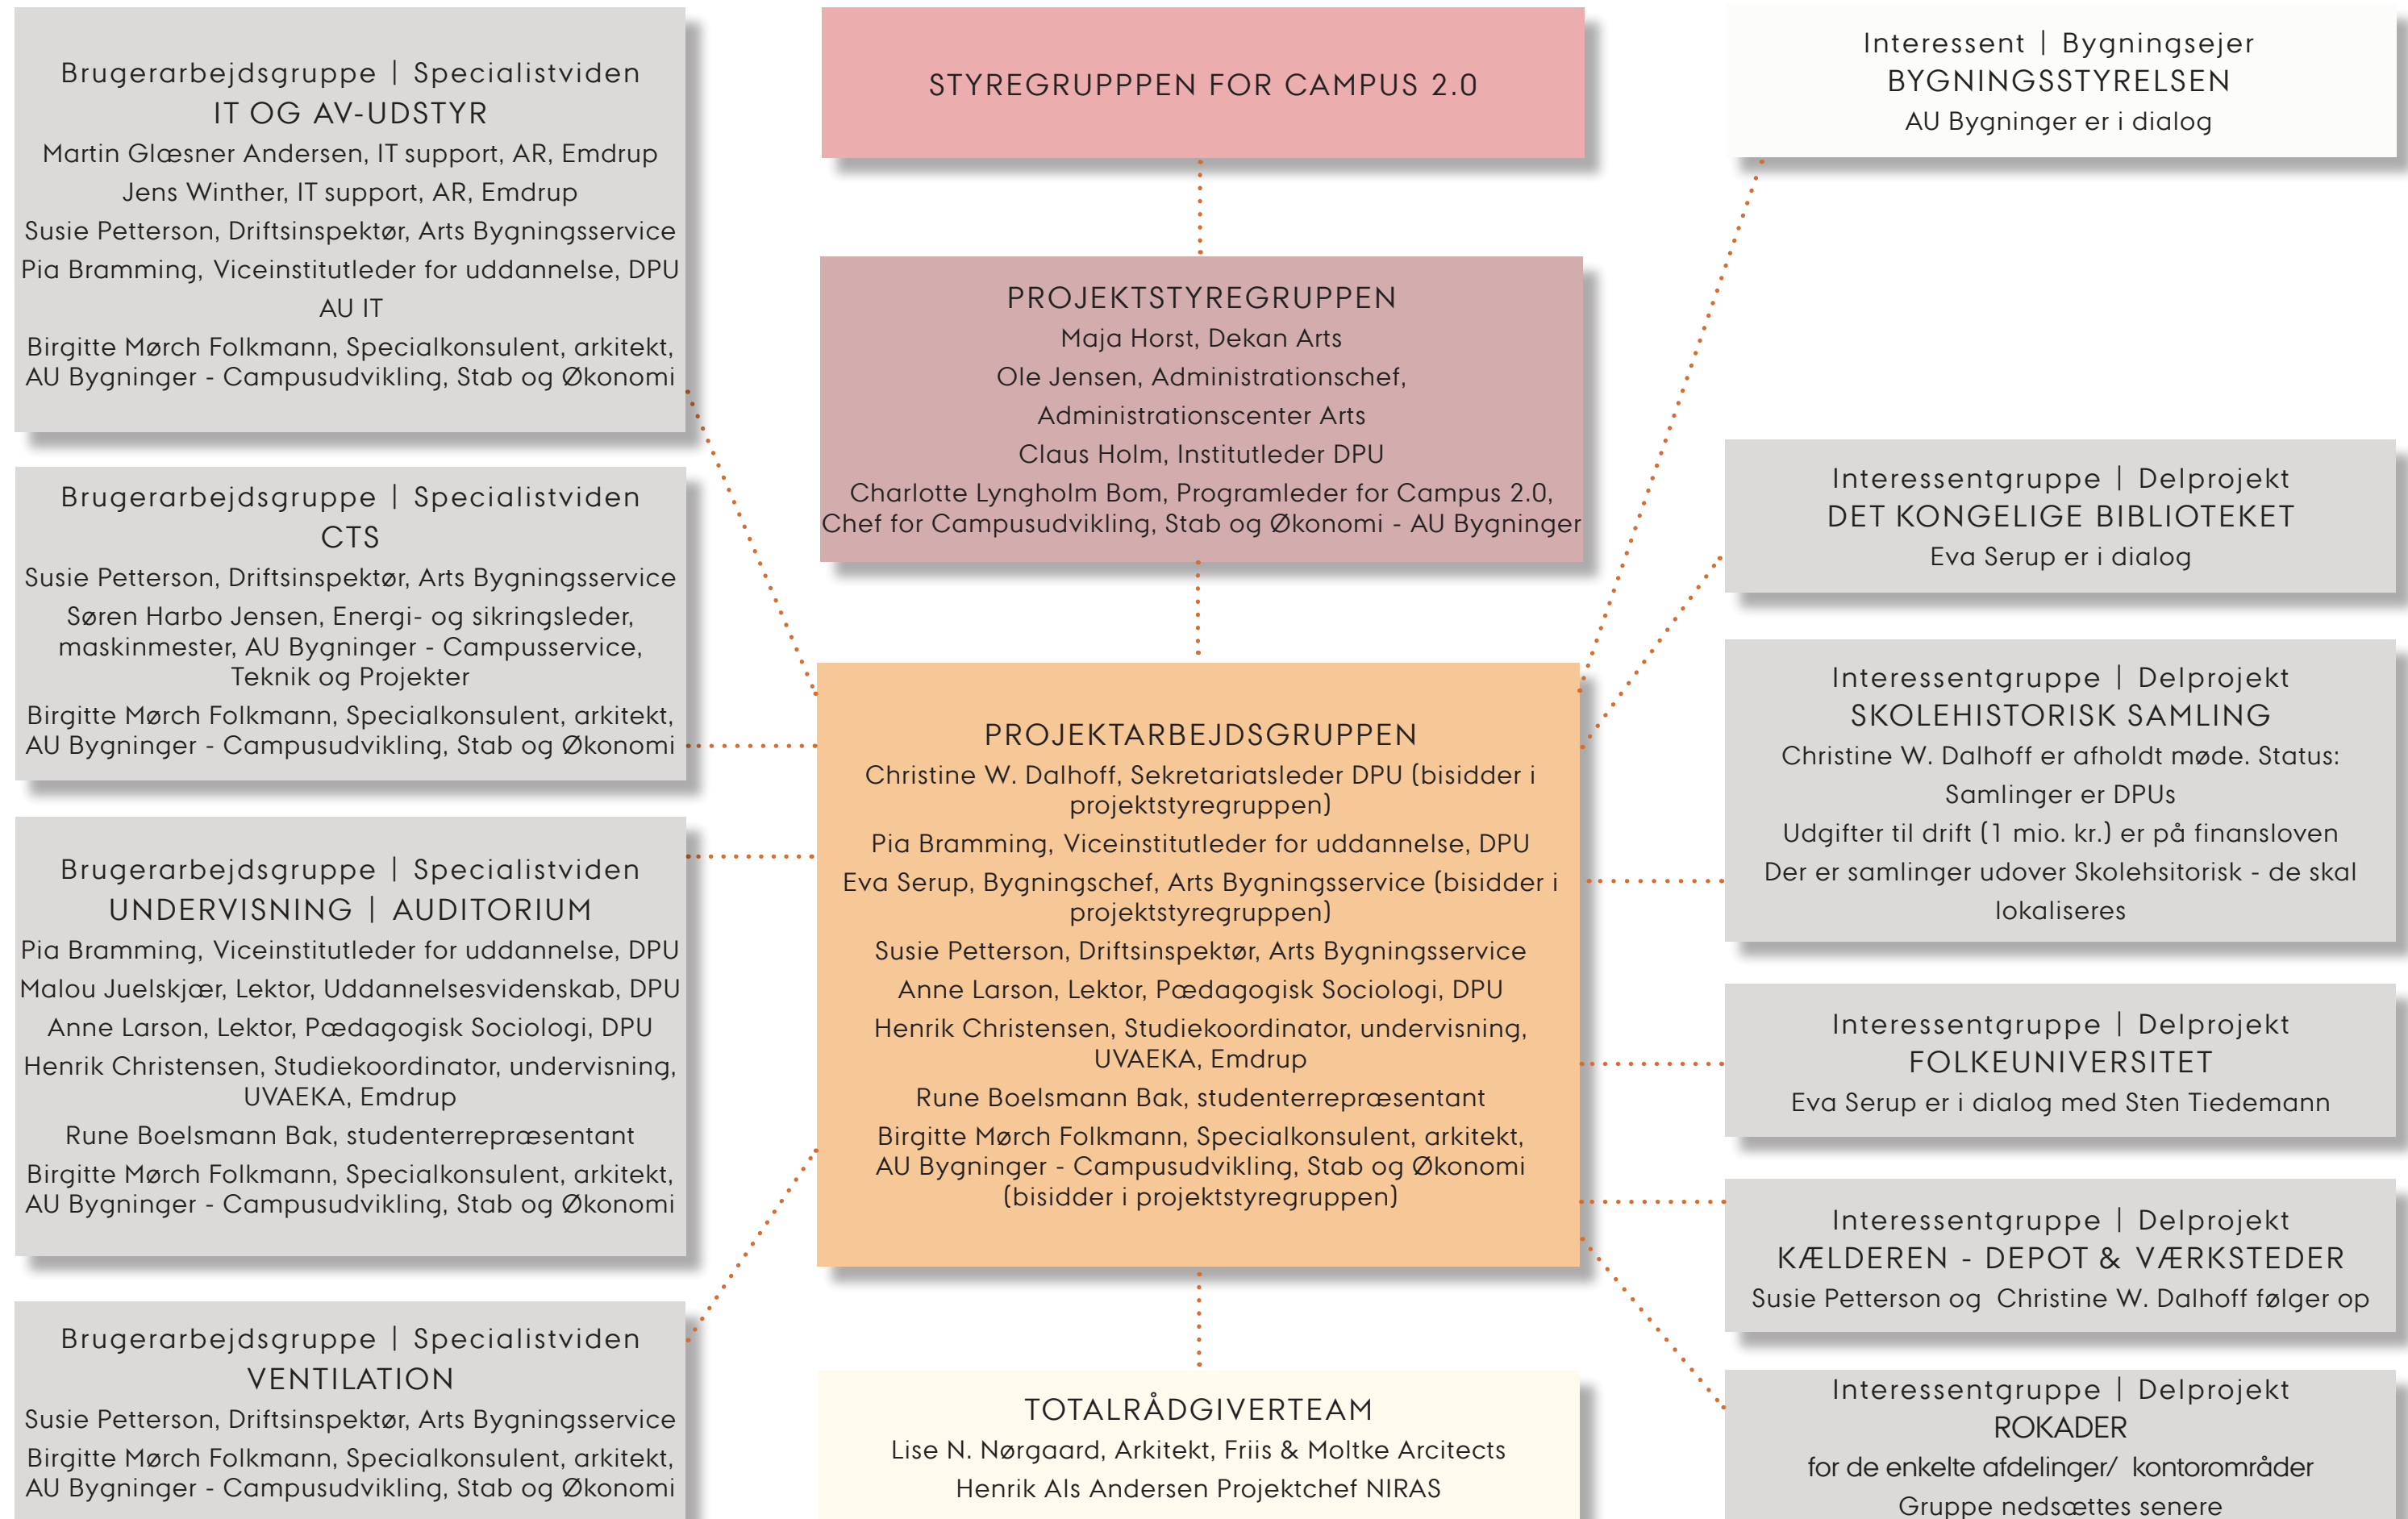 Brugerarbejdsgruppe | Specialistviden
IT OG AV-UDSTYR
Martin Glæsner Andersen, IT support, AR, Emdrup
Jens Winther, IT support, AR, Emdrup
Susie Petterson, Driftsinspektør, Arts Bygningsservice
Pia Bramming, Viceinstitutleder for uddannelse, DPU
AU IT
Birgitte Mørch Folkmann, Specialkonsulent, arkitekt,
AU Bygninger - Campusudvikling, Stab og Økonomi
Brugerarbejdsgruppe | Specialistviden
CTS
Susie Petterson, Driftsinspektør, Arts Bygningsservice
Søren Harbo Jensen, Energi- og sikringsleder,
maskinmester, AU Bygninger - Campusservice,
Teknik og Projekter
Birgitte Mørch Folkmann, Specialkonsulent, arkitekt,
AU Bygninger - Campusudvikling, Stab og Økonomi
Brugerarbejdsgruppe | Specialistviden
UNDERVISNING | AUDITORIUM
Pia Bramming, Viceinstitutleder for uddannelse, DPU
Malou Juelskjær, Lektor, Uddannelsesvidenskab, DPU
Anne Larson, Lektor, Pædagogisk Sociologi, DPU
Henrik Christensen, Studiekoordinator, undervisning,
UVAEKA, Emdrup
Rune Boelsmann Bak, studenterrepræsentant
Birgitte Mørch Folkmann, Specialkonsulent, arkitekt,
AU Bygninger - Campusudvikling, Stab og Økonomi
Brugerarbejdsgruppe | Specialistviden
VENTILATION
Susie Petterson, Driftsinspektør, Arts Bygningsservice
Birgitte Mørch Folkmann, Specialkonsulent, arkitekt,
AU Bygninger - Campusudvikling, Stab og Økonomi
STYREGRUPPPEN FOR CAMPUS 2.0
PROJEKTSTYREGRUPPEN
Maja Horst, Dekan Arts
Ole Jensen, Administrationschef,
Administrationscenter Arts
Claus Holm, Institutleder DPU
Charlotte Lyngholm Bom, Programleder for Campus 2.0,
Chef for Campusudvikling, Stab og Økonomi - AU Bygninger
PROJEKTARBEJDSGRUPPEN
Christine W. Dalhoff, Sekretariatsleder DPU (bisidder i
projektstyregruppen)
Pia Bramming, Viceinstitutleder for uddannelse, DPU
Eva Serup, Bygningschef, Arts Bygningsservice (bisidder i
projektstyregruppen)
Susie Petterson, Driftsinspektør, Arts Bygningsservice
Anne Larson, Lektor, Pædagogisk Sociologi, DPU
Henrik Christensen, Studiekoordinator, undervisning,
UVAEKA, Emdrup
Rune Boelsmann Bak, studenterrepræsentant
Birgitte Mørch Folkmann, Specialkonsulent, arkitekt,
AU Bygninger - Campusudvikling, Stab og Økonomi
(bisidder i projektstyregruppen)
TOTALRÅDGIVERTEAM
Lise N. Nørgaard, Arkitekt, Friis & Moltke Arcitects
Henrik Als Andersen Projektchef NIRAS
Interessent | Bygningsejer
BYGNINGSSTYRELSEN
AU Bygninger er i dialog
Interessentgruppe | Delprojekt
DET KONGELIGE BIBLIOTEKET
Eva Serup er i dialog
Interessentgruppe | Delprojekt
SKOLEHISTORISK SAMLING
Christine W. Dalhoff er afholdt møde. Status:
Samlinger er DPUs
Udgifter til drift (1 mio. kr.) er på finansloven
Der er samlinger udover Skolehsitorisk - de skal
lokaliseres
Interessentgruppe | Delprojekt
FOLKEUNIVERSITET
Eva Serup er i dialog med Sten Tiedemann
Interessentgruppe | Delprojekt
KÆLDEREN - DEPOT & VÆRKSTEDER
Susie Petterson og Christine W. Dalhoff følger op
Interessentgruppe | Delprojekt
ROKADER
for de enkelte afdelinger/ kontorområder
Gruppe nedsættes senere